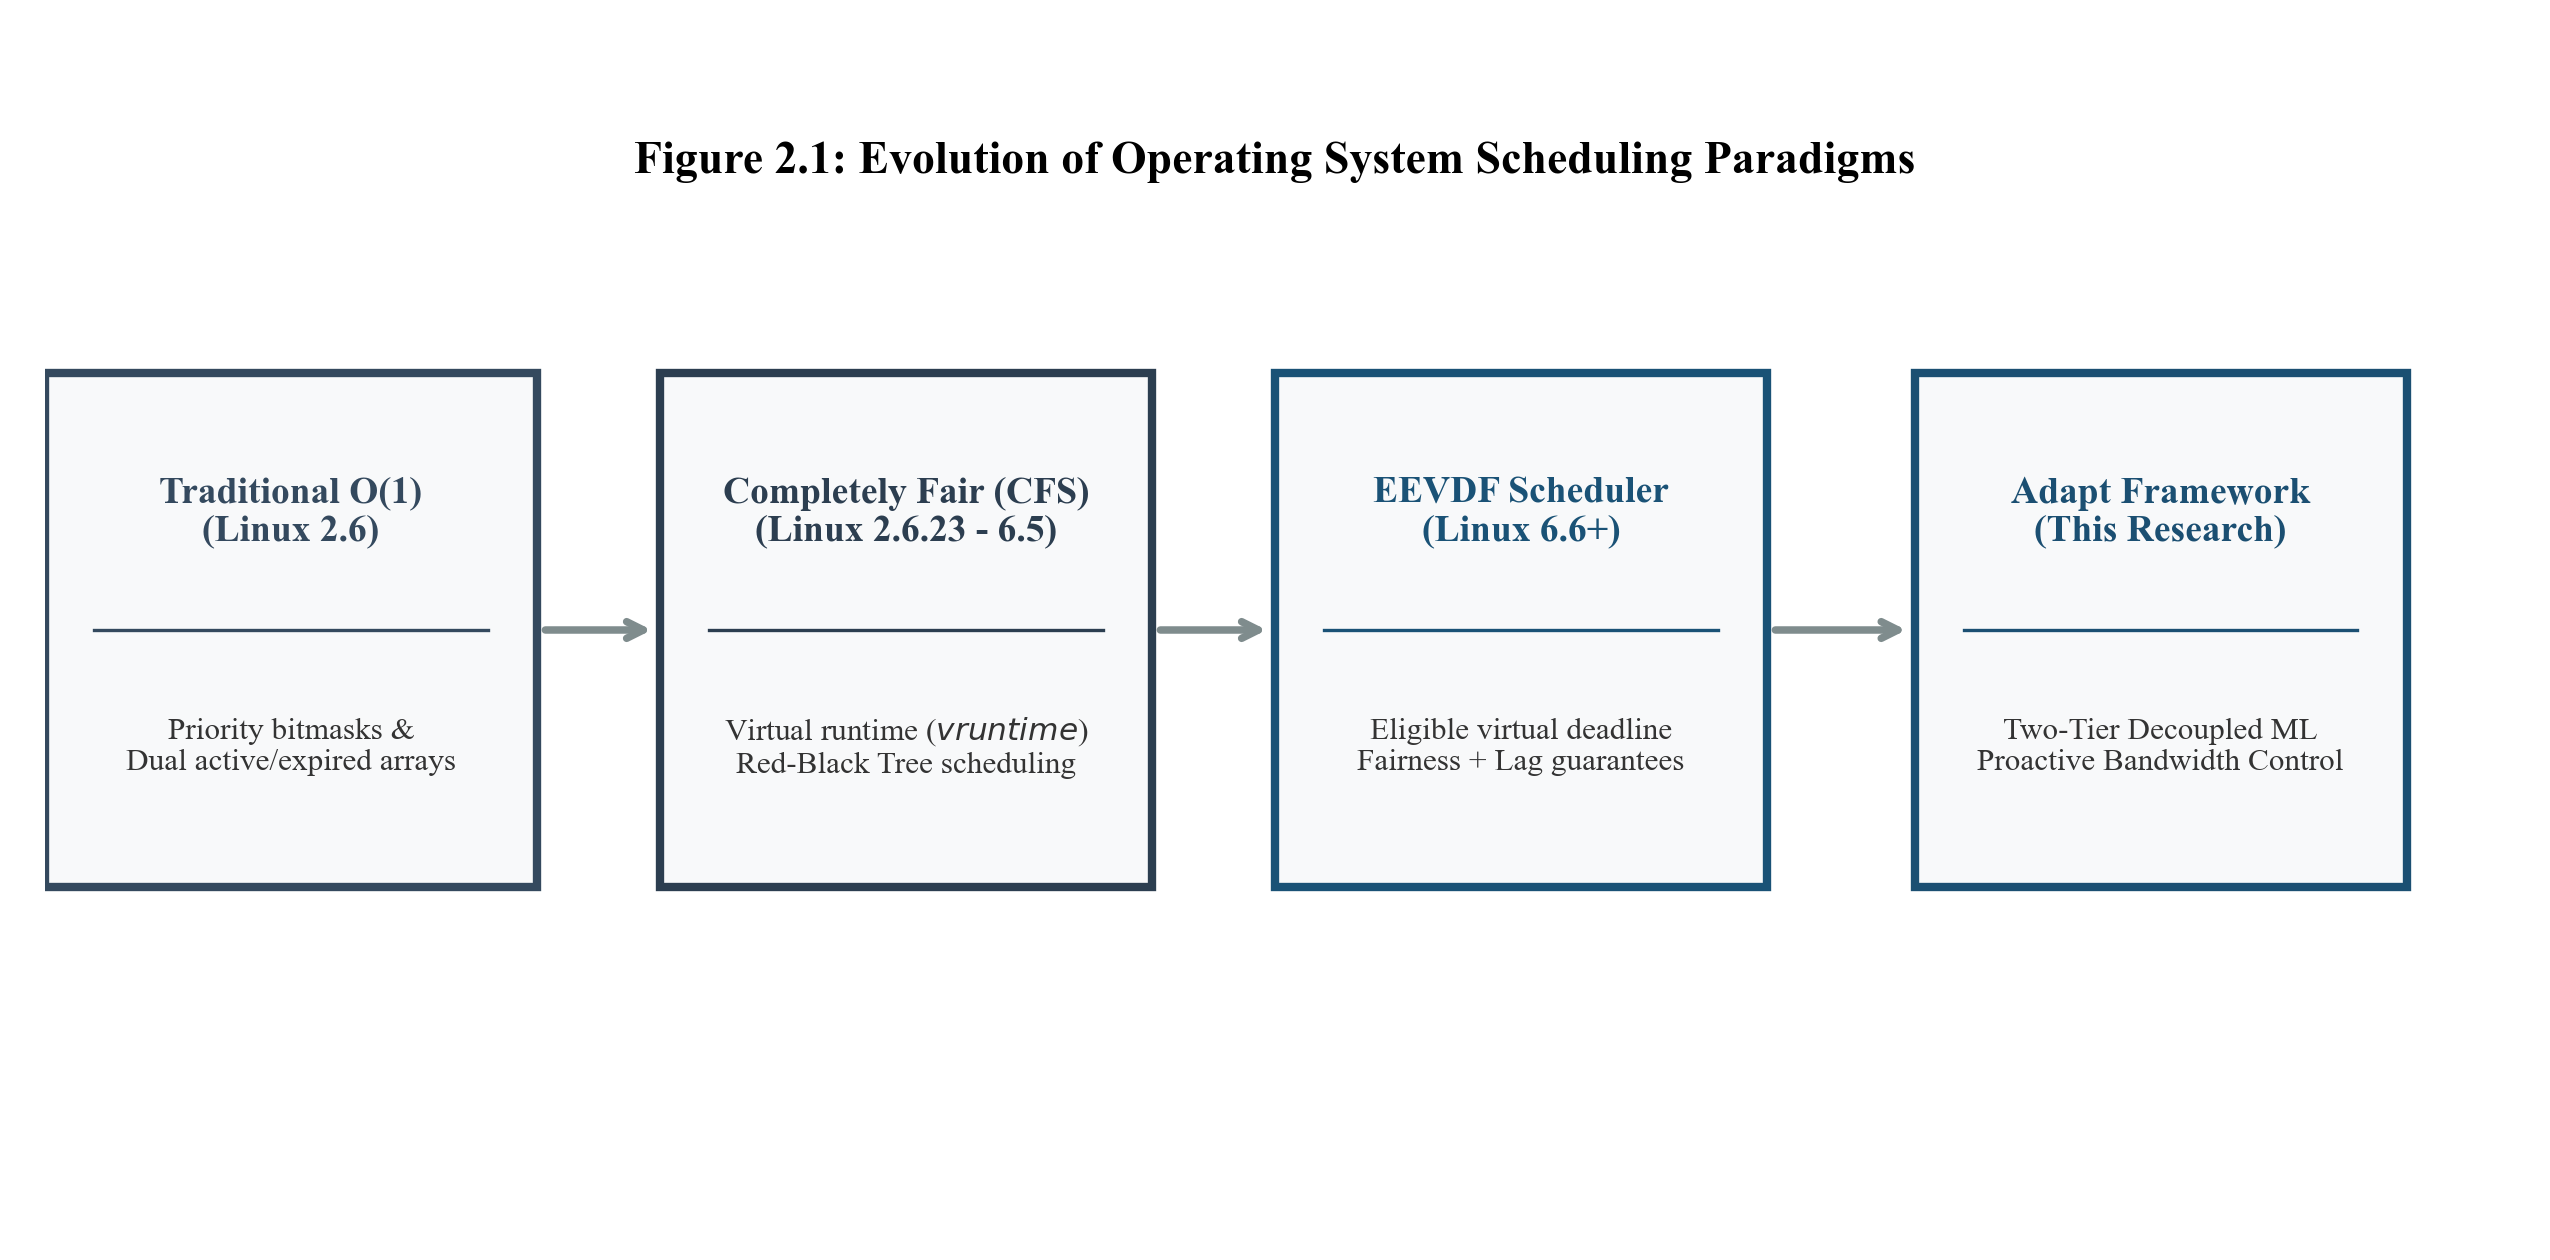 Figure 2.1: Evolution of Operating System Scheduling Paradigms
Traditional O(1)
(Linux 2.6)
Priority bitmasks &
Dual active/expired arrays
Completely Fair (CFS)
(Linux 2.6.23 - 6.5)
Virtual runtime (vruntime)
Red-Black Tree scheduling
EEVDF Scheduler
(Linux 6.6+)
Eligible virtual deadline
Fairness + Lag guarantees
Adapt Framework
(This Research)
Two-Tier Decoupled ML
Proactive Bandwidth Control